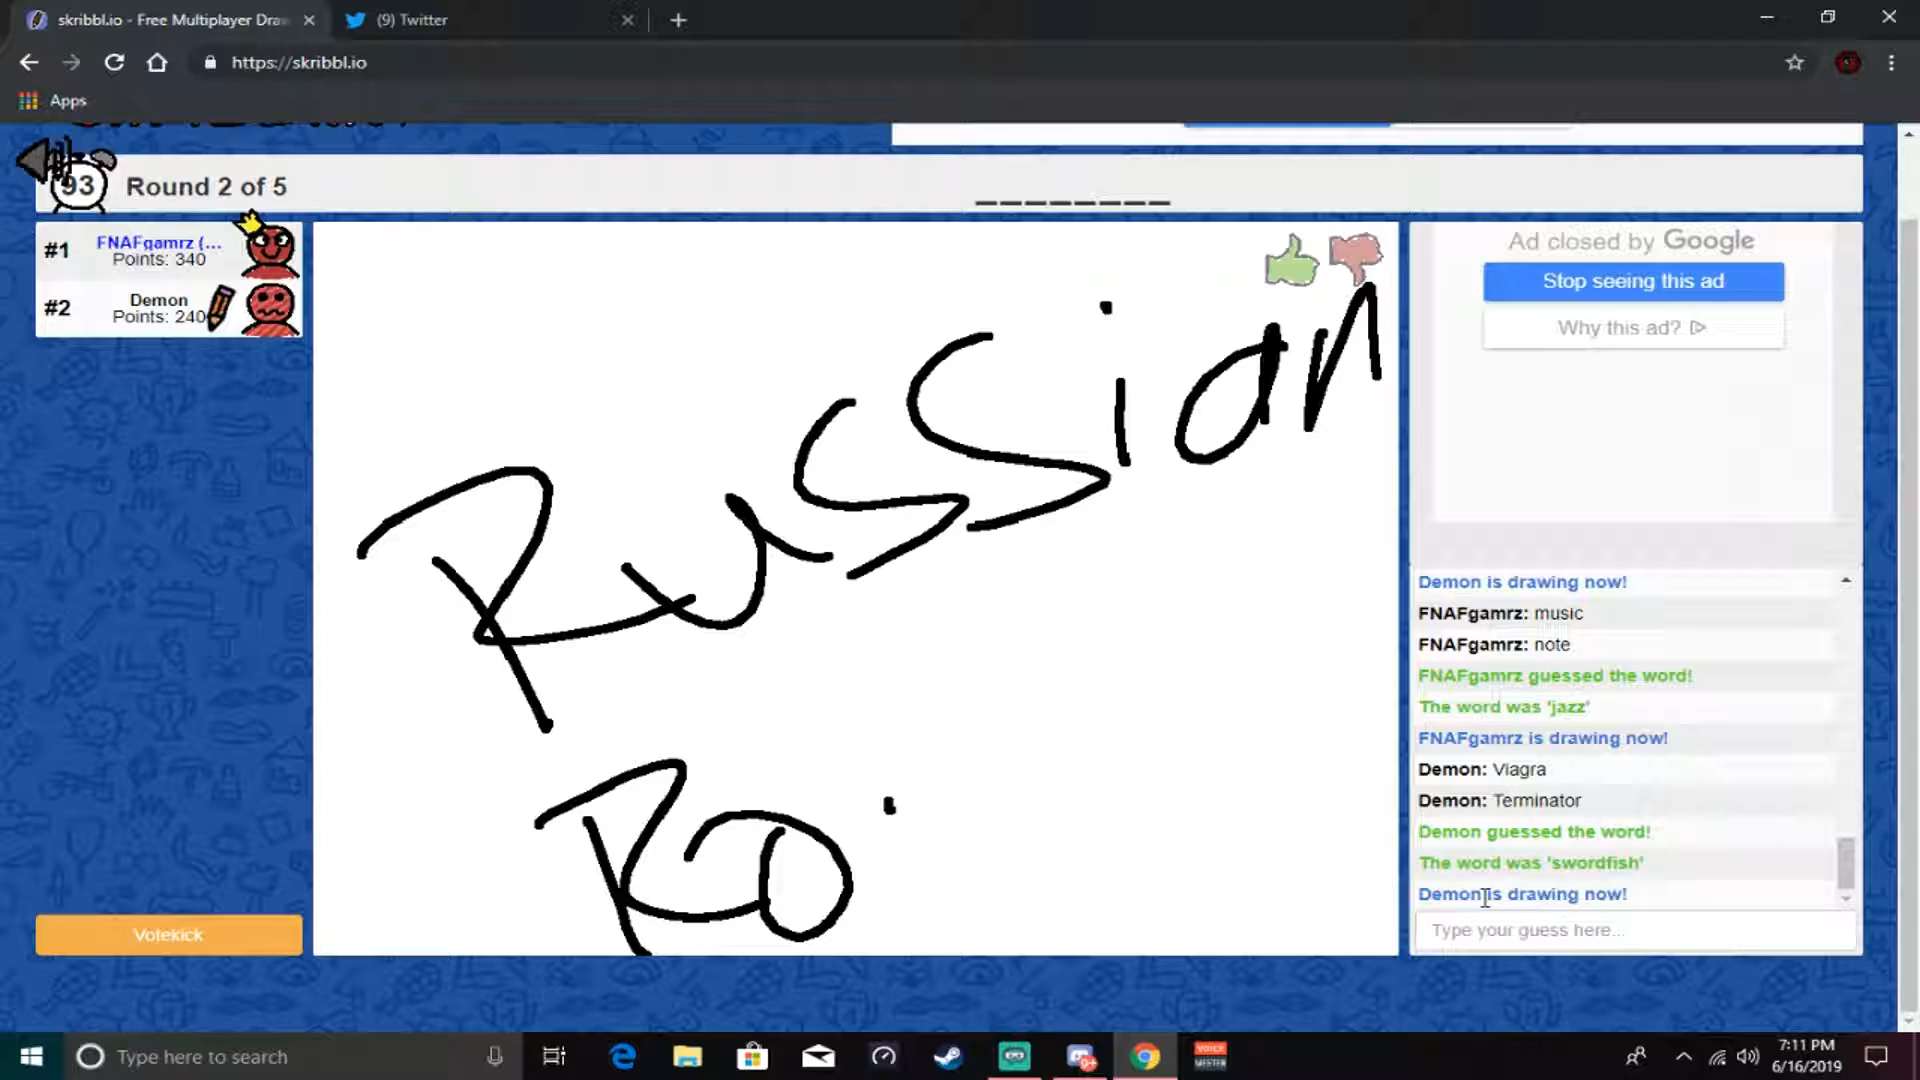 skribbl.io - Free Multiplayer Draw
(9) Twitter
https://skribbl.io
Apps
93
Round 2 of 5
________
#1
FNAFgamrz (...
Points: 340
#2
Demon
Points: 240
Russian
Ro
Ad closed by Google
Stop seeing this ad
Why this ad?
Demon is drawing now!
FNAFgamrz: music
FNAFgamrz: note
FNAFgamrz guessed the word!
The word was 'jazz'
FNAFgamrz is drawing now!
Demon: Viagra
Demon: Terminator
Demon guessed the word!
The word was 'swordfish'
Demon is drawing now!
Type your guess here...
Votekick
Type here to search
VOICE
MEETER
7:11 PM
6/16/2019